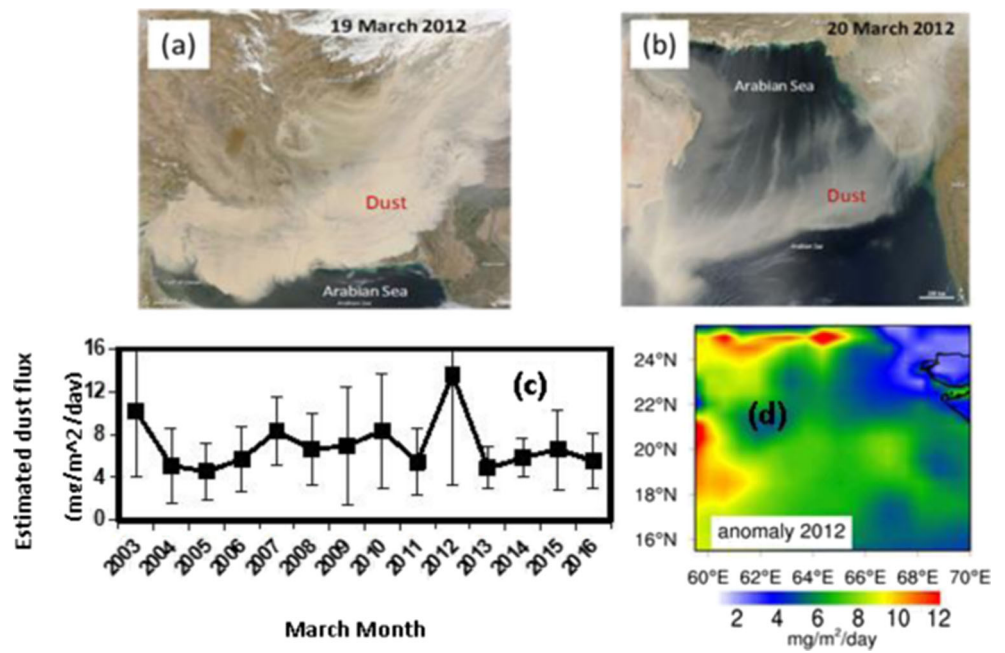 (a)
19 March 2012
Dust
Arabian Sea
(b)
20 March 2012
Arabian Sea
Dust
Arabian Sea
Estimated dust flux
(mg/m^2/day)
16
12
8
4
0
(c)
2003
2004
2005
2006
2007
2008
2009
2010
2011
2012
2013
2014
2015
2016
March Month
24°N
22°N
20°N
18°N
16°N
(d)
anomaly 2012
60°E 62°E 64°E 66°E 68°E 70°E
2 4 6 8 10 12
mg/m²/day